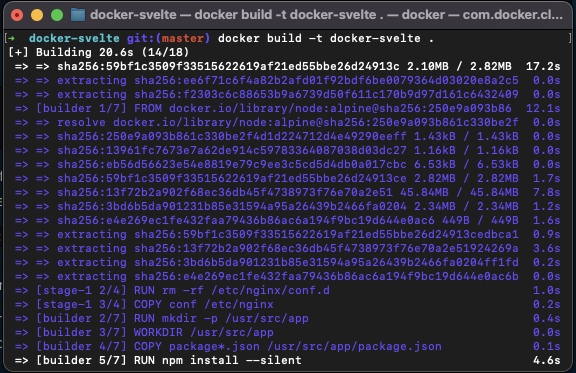 docker-svelte — docker build -t docker-svelte . — docker — com.docker.cl...
[➜ docker-svelte git:(master) docker build -t docker-svelte . ]
[+] Building 20.6s (14/18)
=> => sha256:59bf1c3509f33515622619af21ed55bbe26d24913c 2.10MB / 2.82MB 17.2s
=> => extracting sha256:ee6f71c6f4a82b2afd01f92bdf6be0079364d03020e8a2c5 0.0s
=> => extracting sha256:f2303c6c88653b9a6739d50f611c170b9d97d161c6432409 0.0s
=> [builder 1/7] FROM docker.io/library/node:alpine@sha256:250e9a093b86 12.1s
=> => resolve docker.io/library/node:alpine@sha256:250e9a093b861c330be2f 0.0s
=> => sha256:250e9a093b861c330be2f4d1d224712d4e49290eeff 1.43kB / 1.43kB 0.0s
=> => sha256:13961fc7673e7a62de914c59783364087038d03dc27 1.16kB / 1.16kB 0.0s
=> => sha256:eb56d56623e54e8819e79c9ee3c5cd5d4db0a017cbc 6.53kB / 6.53kB 0.0s
=> => sha256:59bf1c3509f33515622619af21ed55bbe26d24913ce 2.82MB / 2.82MB 1.7s
=> => sha256:13f72b2a902f68ec36db45f4738973f76e70a2e51 45.84MB / 45.84MB 7.8s
=> => sha256:3bd6b5da901231b85e31594a95a26439b2466fa0204 2.34MB / 2.34MB 1.2s
=> => sha256:e4e269ec1fe432faa79436b86ac6a194f9bc19d644e0ac6 449B / 449B 1.6s
=> => extracting sha256:59bf1c3509f33515622619af21ed55bbe26d24913cedbca1 0.9s
=> => extracting sha256:13f72b2a902f68ec36db45f4738973f76e70a2e51924269a 3.6s
=> => extracting sha256:3bd6b5da901231b85e31594a95a26439b2466fa0204ff1fd 0.2s
=> => extracting sha256:e4e269ec1fe432faa79436b86ac6a194f9bc19d644e0ac6b 0.0s
=> [stage-1 2/4] RUN rm -rf /etc/nginx/conf.d 1.0s
=> [stage-1 3/4] COPY conf /etc/nginx 0.2s
=> [builder 2/7] RUN mkdir -p /usr/src/app 0.4s
=> [builder 3/7] WORKDIR /usr/src/app 0.0s
=> [builder 4/7] COPY package*.json /usr/src/app/package.json 0.1s
=> [builder 5/7] RUN npm install --silent 4.6s